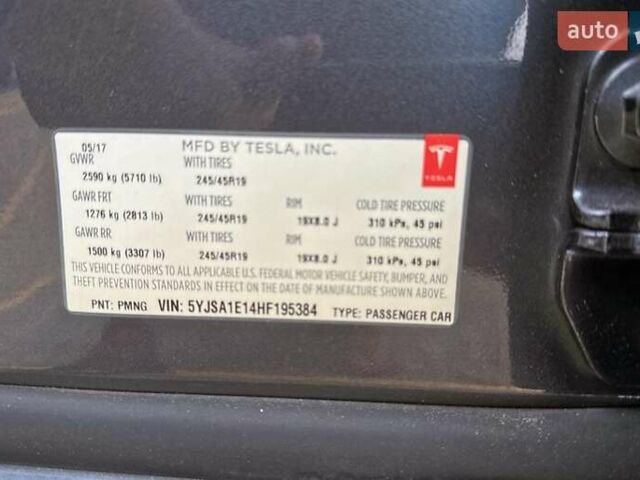 auto
05/17
MFD BY TESLA, INC.
GVWR WITH TIRES
2590 kg (5710 lb) 245/45R19
TESLA
GAWR FRT WITH TIRES RIM COLD TIRE PRESSURE
1276 kg (2813 lb) 245/45R19 19X8.0 J 310 kPa, 45 psi
GAWR RR WITH TIRES RIM COLD TIRE PRESSURE
1500 kg (3307 lb) 245/45R19 19X8.0 J 310 kPa, 45 psi
THIS VEHICLE CONFORMS TO ALL APPLICABLE U.S. FEDERAL MOTOR VEHICLE SAFETY, BUMPER, AND
THEFT PREVENTION STANDARDS IN EFFECT ON THE DATE OF MANUFACTURE SHOWN ABOVE.
PNT: PMNG VIN: 5YJSA1E14HF195384 TYPE: PASSENGER CAR